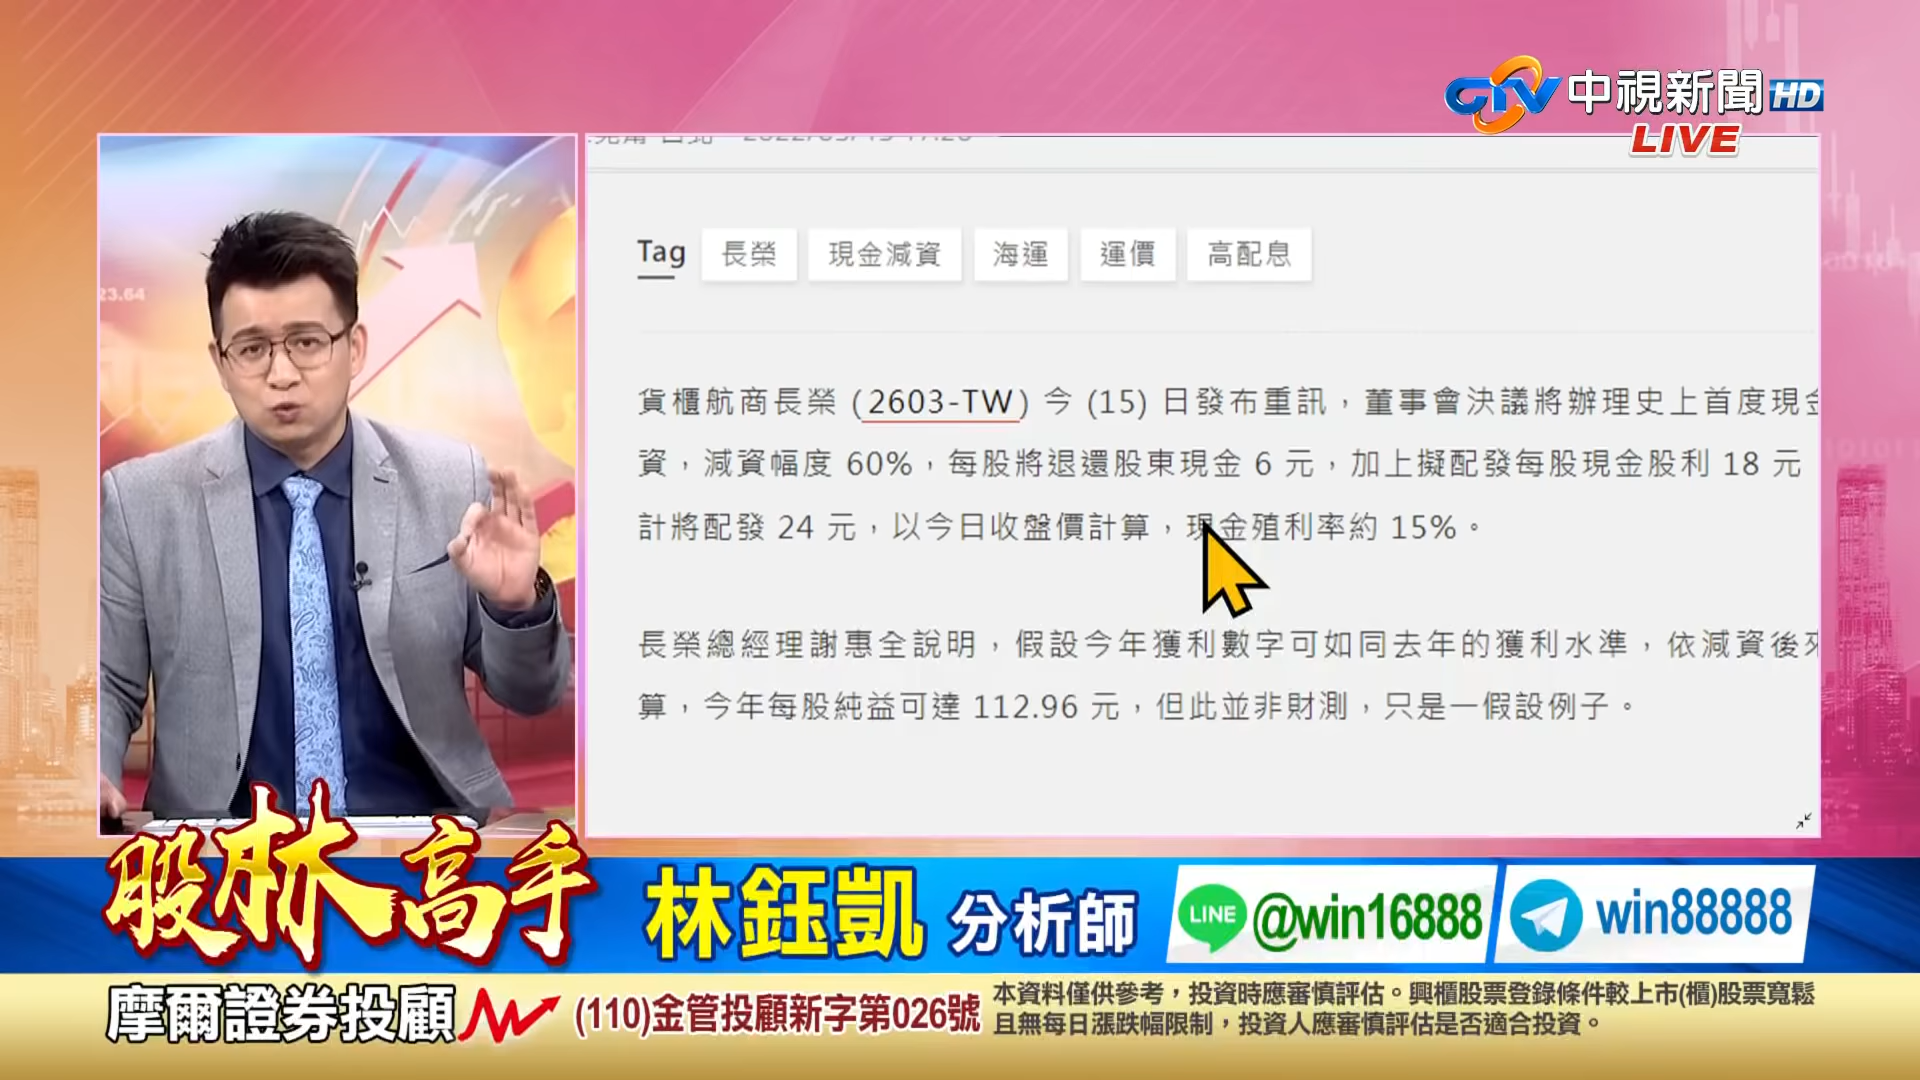 CTV中視新聞HD
LIVE
23.64
Tag 長榮 現金減資 海運 運價 高配息
貨櫃航商長榮 (2603-TW) 今 (15) 日發布重訊，董事會決議將辦理史上首度現金
資，減資幅度 60%，每股將退還股東現金 6 元，加上擬配發每股現金股利 18 元
計將配發 24 元，以今日收盤價計算，現金殖利率約 15%。
長榮總經理謝惠全說明，假設今年獲利數字可如同去年的獲利水準，依減資後來
算，今年每股純益可達 112.96 元，但此並非財測，只是一假設例子。
股林高手
林鈺凱 分析師
LINE @win16888
win88888
摩爾證券投顧
(110)金管投顧新字第026號
本資料僅供參考，投資時應審慎評估。興櫃股票登錄條件較上市(櫃)股票寬鬆
且無每日漲跌幅限制，投資人應審慎評估是否適合投資。